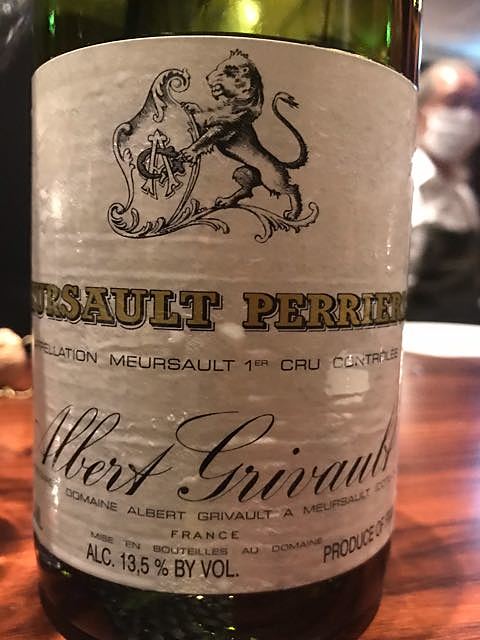 URSAULT PERRIER
APPELLATION MEURSAULT 1ER CRU CONTRÔLÉE
Albert Grivault
DOMAINE ALBERT GRIVAULT A MEURSAULT
FRANCE
MISE EN BOUTEILLES AU DOMAINE
ALC. 13,5 % BY VOL.
PRODUCE OF